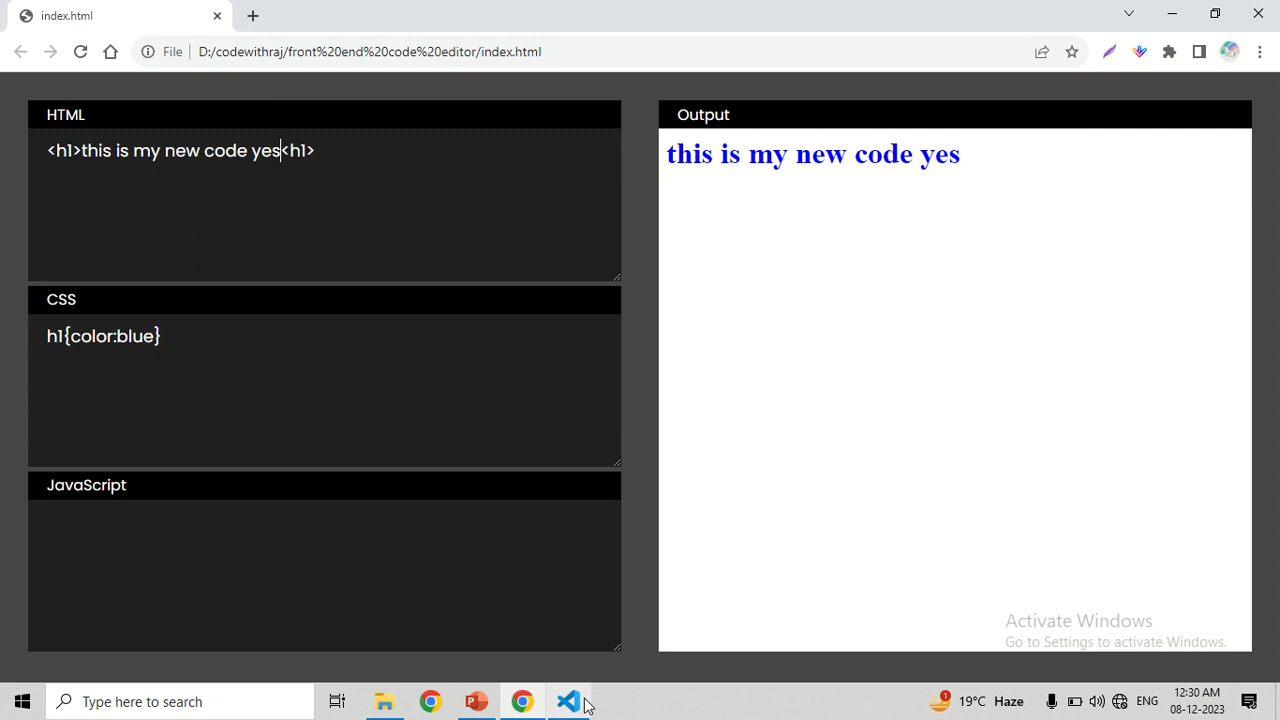 index.html
File
D:/codewithraj/front%20end%20code%20editor/index.html
HTML
<h1>this is my new code yes<h1>
CSS
h1{color:blue}
JavaScript
Output
this is my new code yes
Activate Windows
Go to Settings to activate Windows.
Type here to search
1
19°C Haze
ENG
12:30 AM
08-12-2023